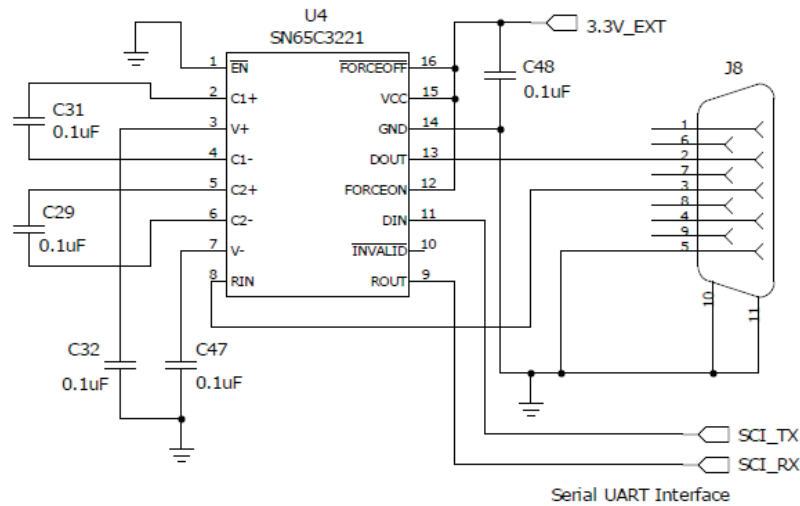 U4
SN65C3221
3.3V_EXT
J8
1 EN FORCEOFF 16
2 C1+ VCC 15
3 V+ GND 14
4 C1- DOUT 13
5 C2+ FORCEON 12
6 C2- DIN 11
7 V- INVALID 10
8 RIN ROUT 9
C31
0.1uF
C29
0.1uF
C32
0.1uF
C47
0.1uF
C48
0.1uF
1
6
2
7
3
8
4
9
5
10
11
SCI_TX
SCI_RX
Serial UART Interface